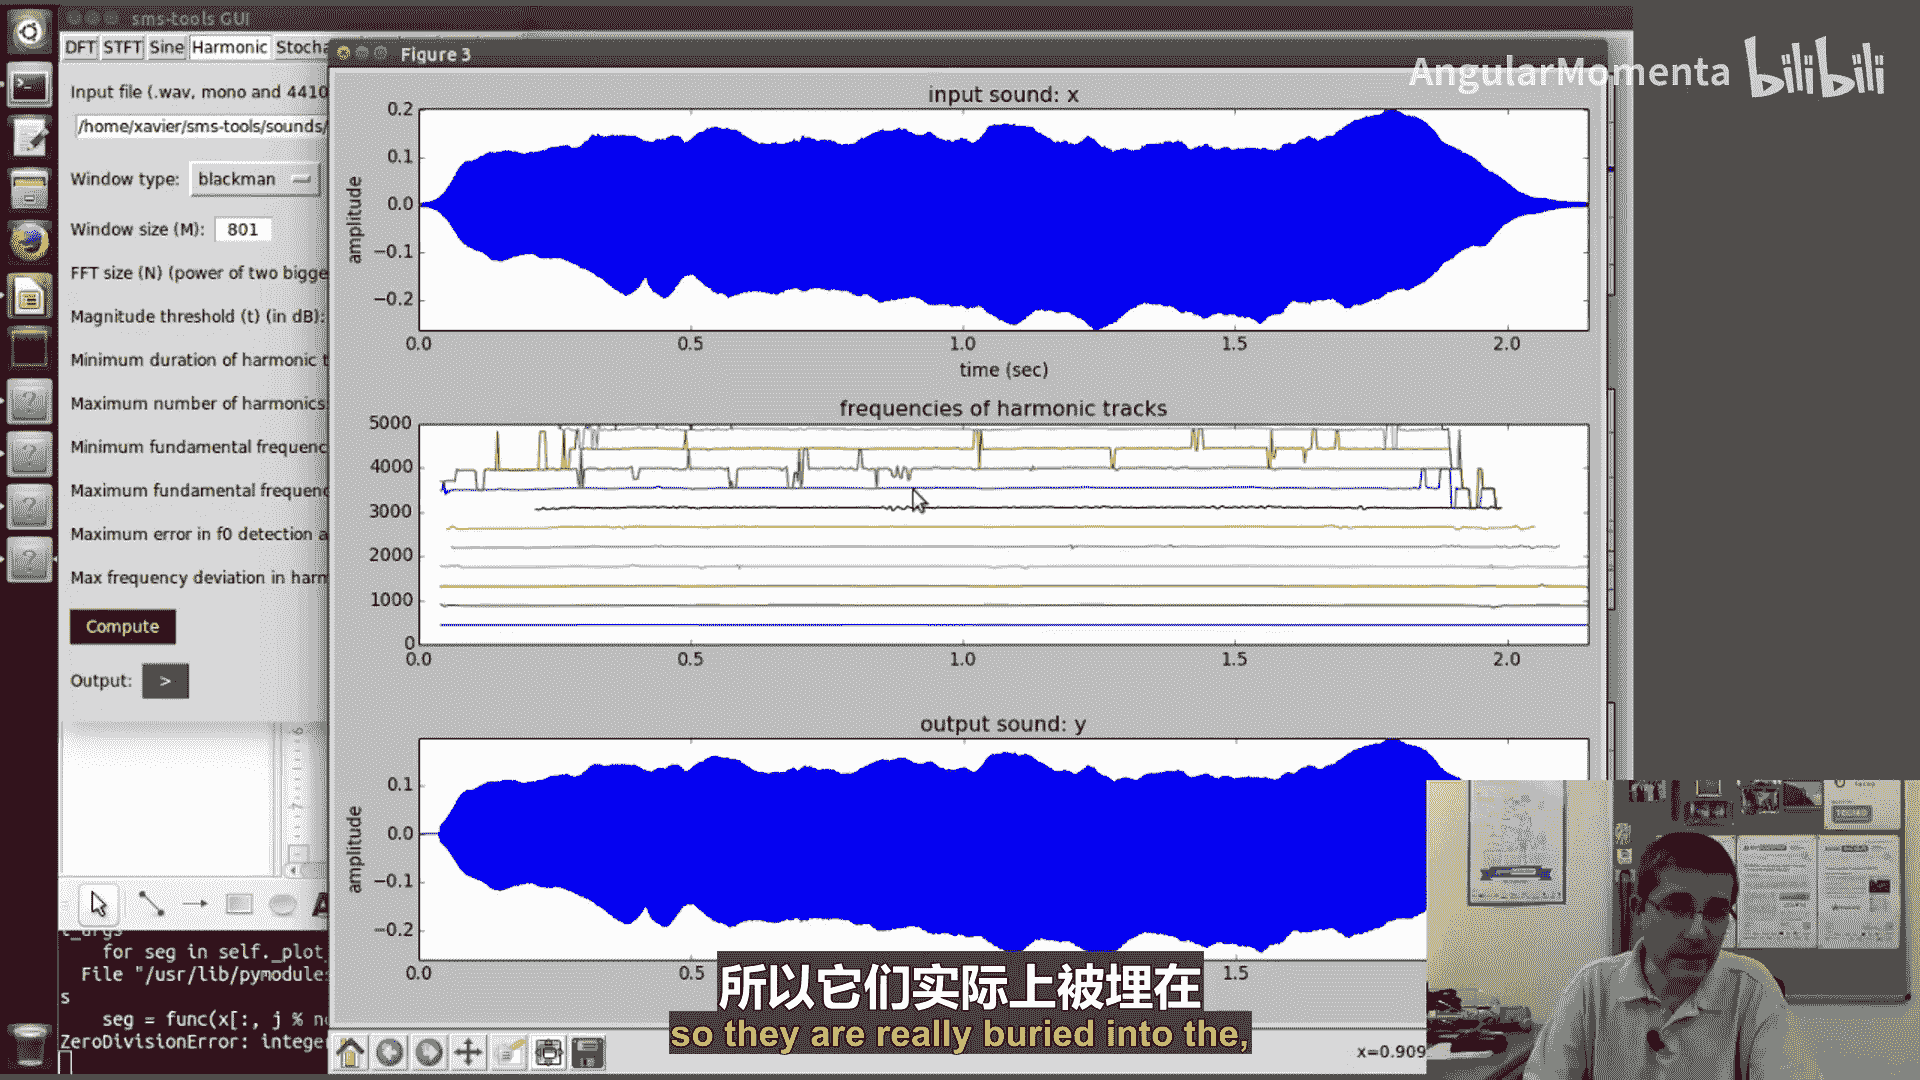 sms-tools GUI
DFT STFT Sine Harmonic Stocha
Input file (.wav, mono and 4410
/home/xavier/sms-tools/sounds/
Window type: blackman
Window size (M): 801
FFT size (N) (power of two bigge
Magnitude threshold (t) (in dB):
Minimum duration of harmonic t
Maximum number of harmonics
Minimum fundamental frequenc
Maximum fundamental frequenc
Maximum error in f0 detection a
Max frequency deviation in harm
Compute
Output: >
Figure 3
AngularMomenta bilibili
input sound: x
0.2
0.1
0.0
−0.1
−0.2
amplitude
0.0 0.5 1.0 1.5 2.0
time (sec)
frequencies of harmonic tracks
5000
4000
3000
2000
1000
0
0.0 0.5 1.0 1.5 2.0
output sound: y
0.1
0.0
−0.1
−0.2
amplitude
0.0 0.5 1.5
x=0.909
t_args
for seg in self._plot_
File "/usr/lib/pymodule
s
seg = func(x[:, j % n
ZeroDivisionError: intege
所以它们实际上被埋在
so they are really buried into the,